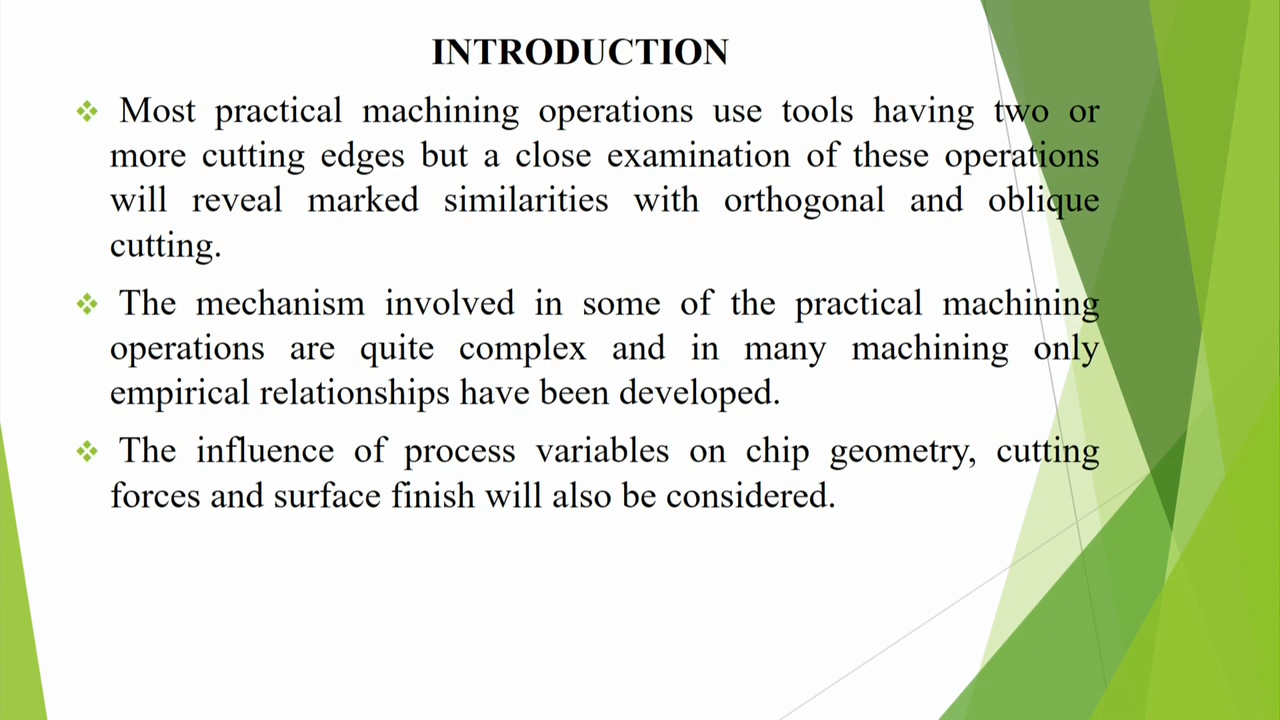 INTRODUCTION
Most practical machining operations use tools having two or
more cutting edges but a close examination of these operations
will reveal marked similarities with orthogonal and oblique
cutting.
The mechanism involved in some of the practical machining
operations are quite complex and in many machining only
empirical relationships have been developed.
The influence of process variables on chip geometry, cutting
forces and surface finish will also be considered.